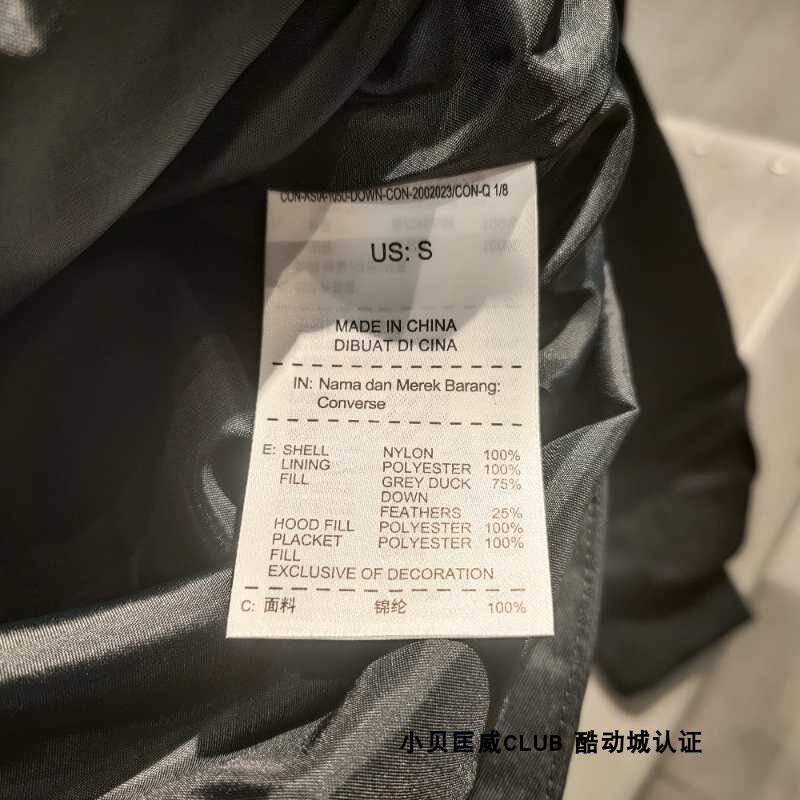 CON-ASIA-1050-DOWN-CON-2002023/CON-Q 1/8
US: S
MADE IN CHINA
DIBUAT DI CINA
IN: Nama dan Merek Barang:
Converse
E: SHELL NYLON 100%
LINING POLYESTER 100%
FILL GREY DUCK 75%
DOWN
FEATHERS 25%
HOOD FILL POLYESTER 100%
PLACKET POLYESTER 100%
FILL
EXCLUSIVE OF DECORATION
C: 面料 锦纶 100%
小贝匡威CLUB 酷动城认证